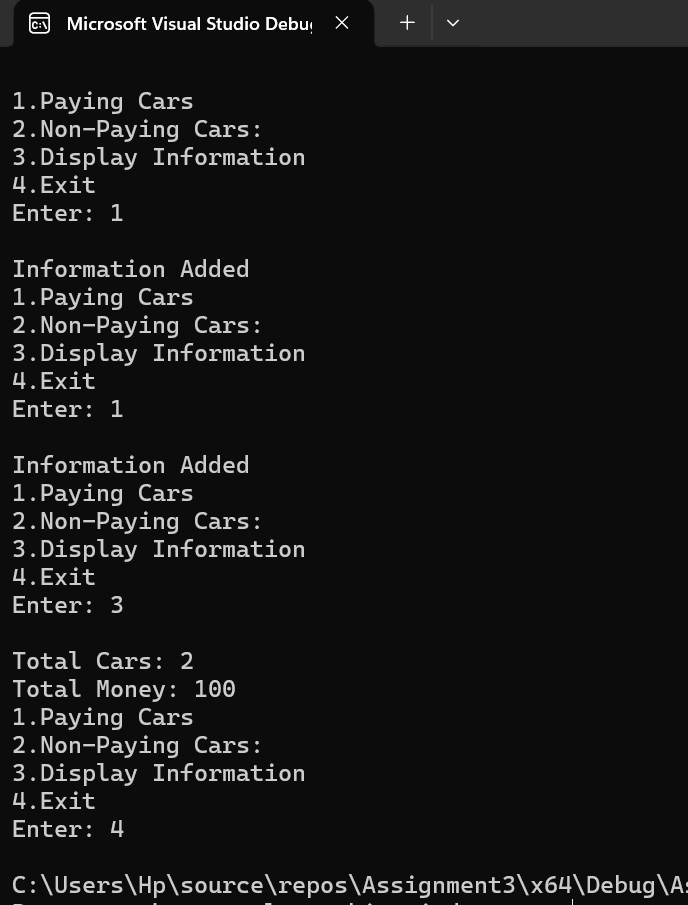 Microsoft Visual Studio Debu
1.Paying Cars
2.Non-Paying Cars:
3.Display Information
4.Exit
Enter: 1
Information Added
1.Paying Cars
2.Non-Paying Cars:
3.Display Information
4.Exit
Enter: 1
Information Added
1.Paying Cars
2.Non-Paying Cars:
3.Display Information
4.Exit
Enter: 3
Total Cars: 2
Total Money: 100
1.Paying Cars
2.Non-Paying Cars:
3.Display Information
4.Exit
Enter: 4
C:\Users\Hp\source\repos\Assignment3\x64\Debug\As